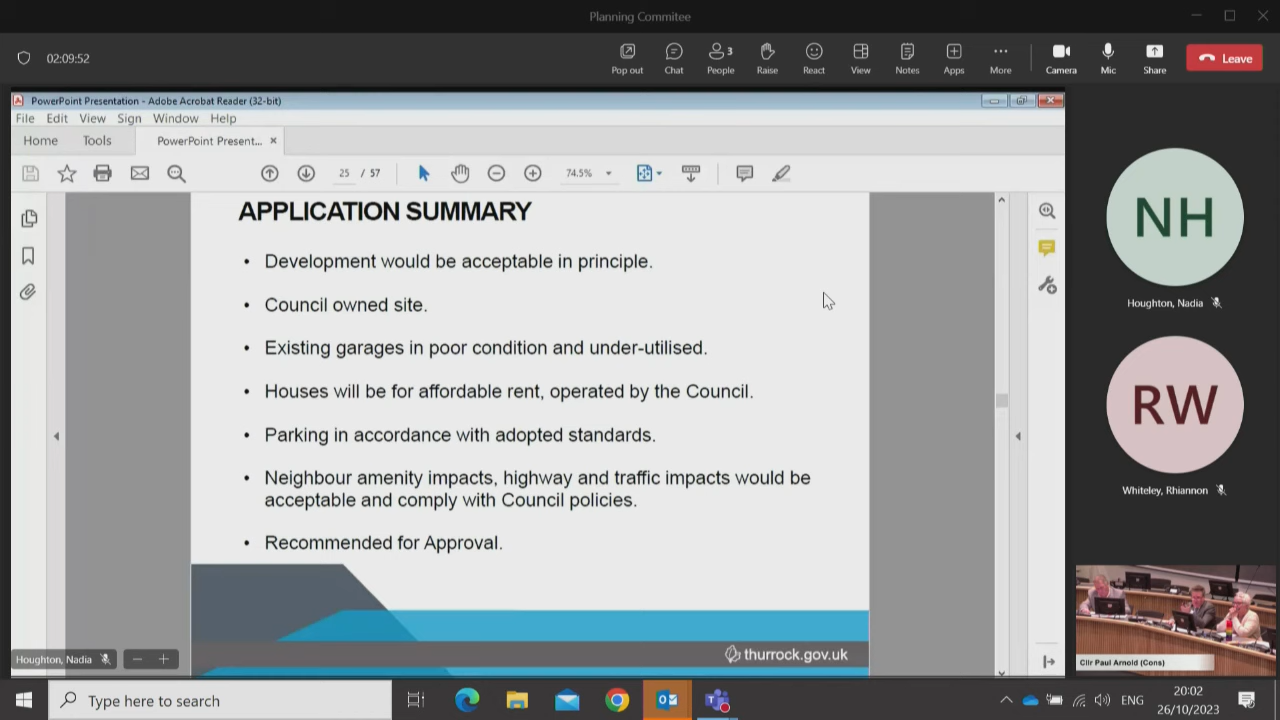 Planning Commitee
02:09:52
Pop out
Chat
3
People
Raise
React
View
Notes
Apps
More
Camera
Mic
Share
Leave
PowerPoint Presentation - Adobe Acrobat Reader (32-bit)
File Edit View Sign Window Help
Home Tools PowerPoint Present...
25 / 57 74.5%
APPLICATION SUMMARY
• Development would be acceptable in principle.
• Council owned site.
• Existing garages in poor condition and under-utilised.
• Houses will be for affordable rent, operated by the Council.
• Parking in accordance with adopted standards.
• Neighbour amenity impacts, highway and traffic impacts would be
acceptable and comply with Council policies.
• Recommended for Approval.
thurrock.gov.uk
Houghton, Nadia
NH
Houghton, Nadia
RW
Whiteley, Rhiannon
Cllr Paul Arnold (Cons)
Type here to search
ENG
20:02
26/10/2023